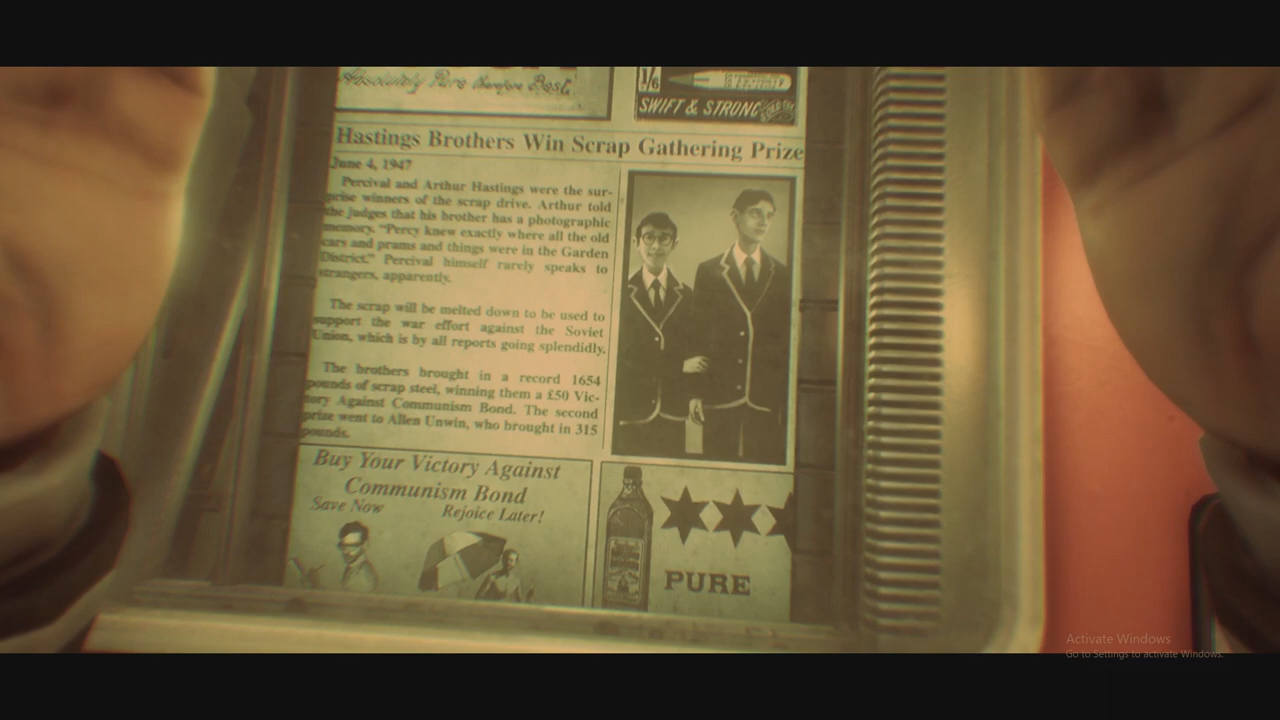 Absolutely Pure therefore Best.
1/6
SWIFT & STRONG
Hastings Brothers Win Scrap Gathering Prize
June 4, 1947
Percival and Arthur Hastings were the sur-
prise winners of the scrap drive. Arthur told
the judges that his brother has a photographic
memory. "Percy knew exactly where all the old
cars and prams and things were in the Garden
District." Percival himself rarely speaks to
strangers, apparently.
The scrap will be melted down to be used to
support the war effort against the Soviet
Union, which is by all reports going splendidly.
The brothers brought in a record 1654
pounds of scrap steel, winning them a £50 Vic-
tory Against Communism Bond. The second
prize went to Allen Unwin, who brought in 315
pounds.
Buy Your Victory Against
Communism Bond
Save Now
Rejoice Later!
PURE
Activate Windows
Go to Settings to activate Windows.